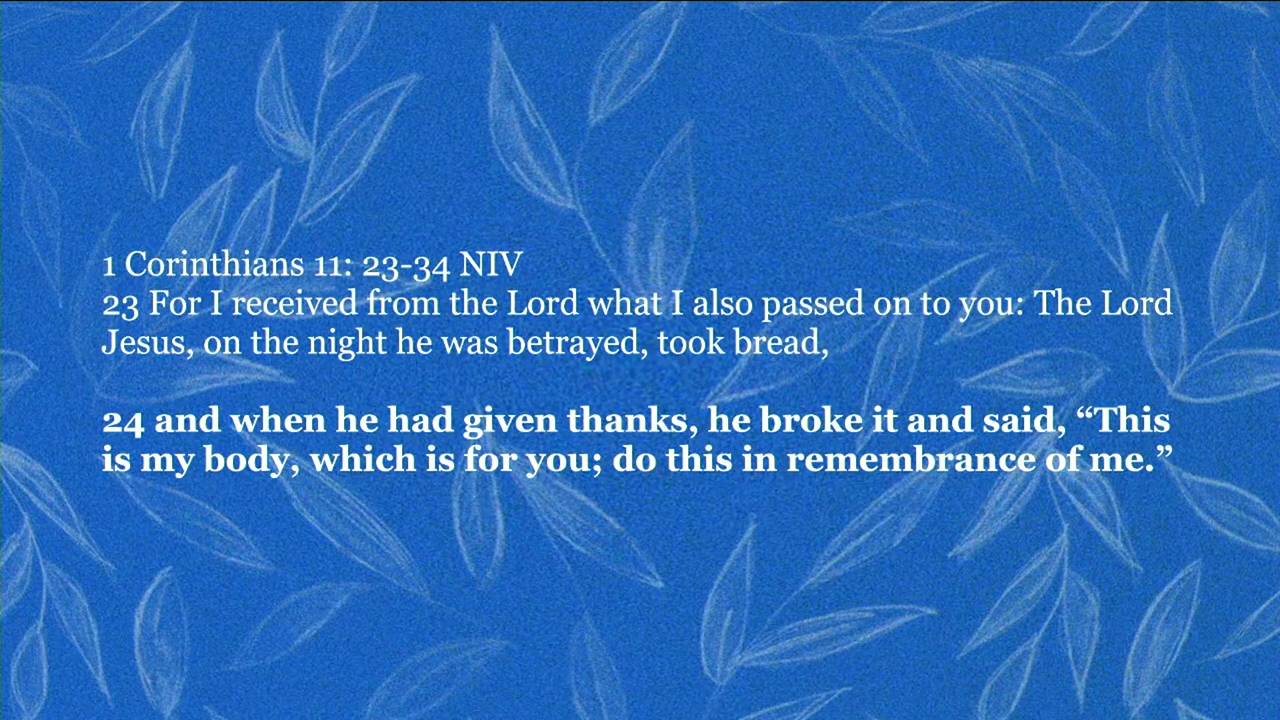 1 Corinthians 11: 23-34 NIV
23 For I received from the Lord what I also passed on to you: The Lord
Jesus, on the night he was betrayed, took bread,
24 and when he had given thanks, he broke it and said, “This
is my body, which is for you; do this in remembrance of me.”